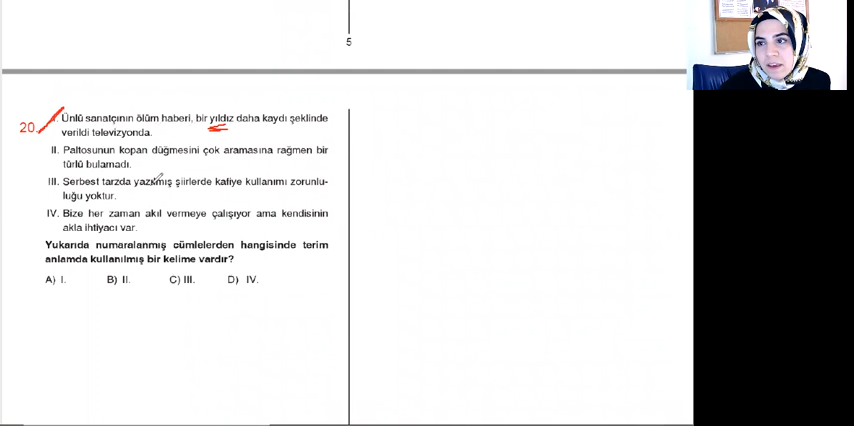 5
20.
I. Ünlü sanatçının ölüm haberi, bir yıldız daha kaydı şeklinde
verildi televizyonda.
II. Paltosunun kopan düğmesini çok aramasına rağmen bir
türlü bulamadı.
III. Serbest tarzda yazılmış şiirlerde kafiye kullanımı zorunlu-
luğu yoktur.
IV. Bize her zaman akıl vermeye çalışıyor ama kendisinin
akla ihtiyacı var.
Yukarıda numaralanmış cümlelerden hangisinde terim
anlamda kullanılmış bir kelime vardır?
A) I. B) II. C) III. D) IV.